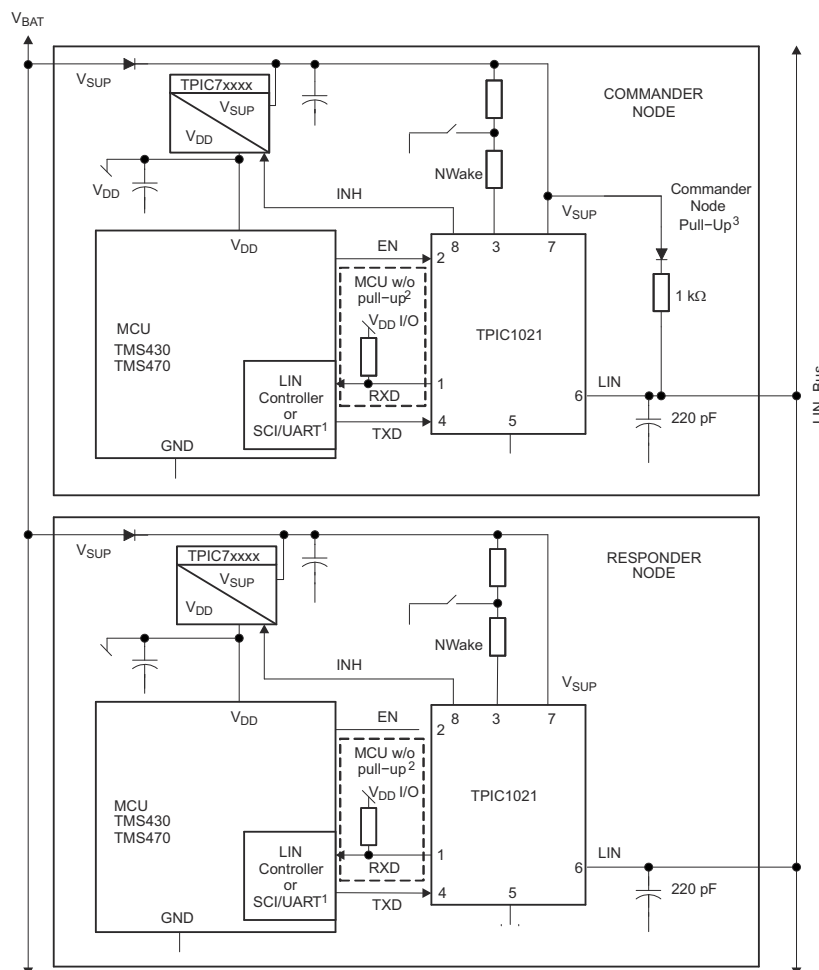 VBAT
VSUP
TPIC7xxxx
VSUP
VDD
COMMANDER
NODE
VDD
NWake
INH
VSUP
Commander
Node
Pull−Up3
VDD
EN
8
3
7
2
MCU w/o
pull−up2
VDD I/O
1 kΩ
MCU
TMS430
TMS470
TPIC1021
LIN
Controller
or
SCI/UART1
RXD
1
6
LIN
LIN Bus
TXD
4
5
220 pF
GND
VSUP
TPIC7xxxx
VSUP
VDD
RESPONDER
NODE
NWake
INH
VSUP
VDD
EN
8
3
7
2
MCU w/o
pull−up2
VDD I/O
MCU
TMS430
TMS470
TPIC1021
LIN
Controller
or
SCI/UART1
RXD
1
6
LIN
TXD
4
5
220 pF
GND